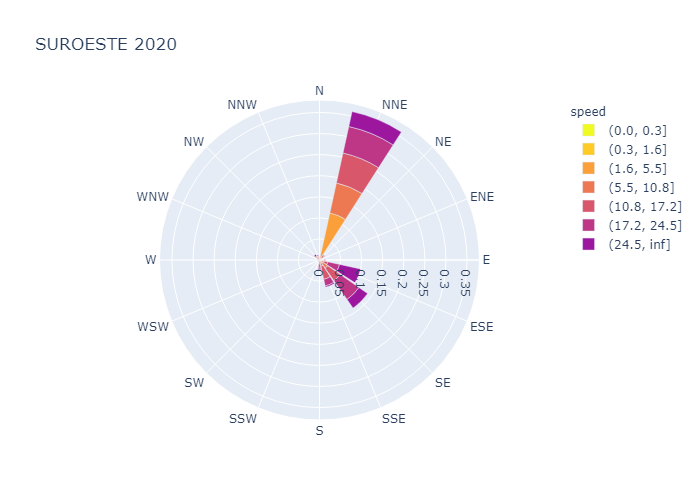 SUROESTE 2020
N
NNW
NNE
NW
NE
WNW
ENE
W
E
WSW
ESE
SW
SE
SSW
SSE
S
0
0.05
0.1
0.15
0.2
0.25
0.3
0.35
speed
(0.0, 0.3]
(0.3, 1.6]
(1.6, 5.5]
(5.5, 10.8]
(10.8, 17.2]
(17.2, 24.5]
(24.5, inf]